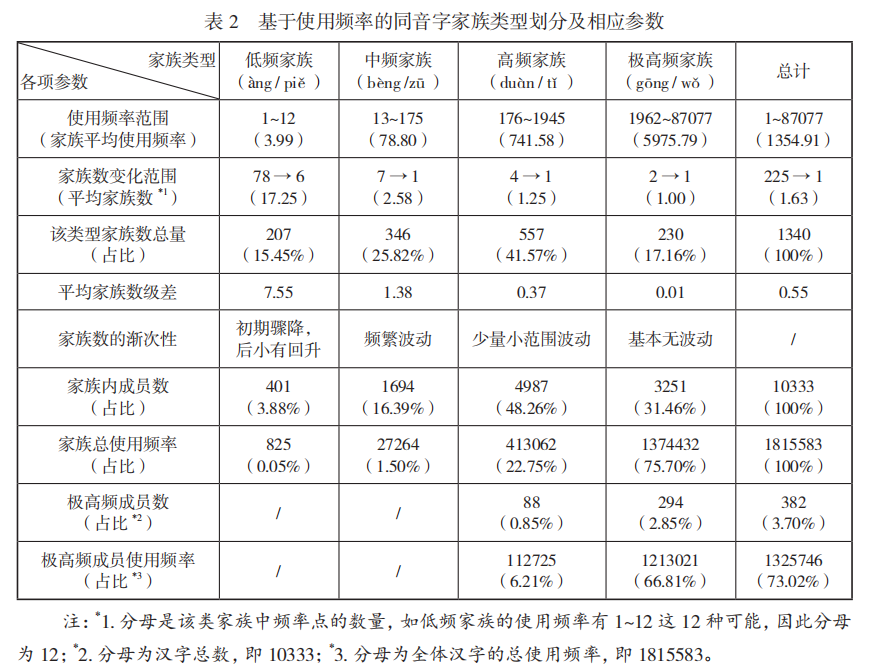 表 2 基于使用频率的同音字家族类型划分及相应参数
家族类型 低频家族 中频家族 高频家族 极高频家族 总计
各项参数 （àng / piě ） （bèng /zū ） （duàn / tǐ ） （gōng / wǒ ）
使用频率范围 1~12 13~175 176~1945 1962~87077 1~87077
（家族平均使用频率） （3.99） （78.80） （741.58） （5975.79） （1354.91）
家族数变化范围 78 → 6 7 → 1 4 → 1 2 → 1 225 → 1
（平均家族数 *1 ） （17.25） （2.58） （1.25） （1.00） （1.63）
该类型家族数总量 207 346 557 230 1340
（占比） （15.45%） （25.82%） （41.57%） （17.16%） （100%）
平均家族数级差 7.55 1.38 0.37 0.01 0.55
家族数的渐次性 初期骤降， 频繁波动 少量小范围波动 基本无波动 /
后小有回升
家族内成员数 401 1694 4987 3251 10333
（占比） （3.88%） （16.39%） （48.26%） （31.46%） （100%）
家族总使用频率 825 27264 413062 1374432 1815583
（占比） （0.05%） （1.50%） （22.75%） （75.70%） （100%）
极高频成员数 / / 88 294 382
（占比 *2） （0.85%） （2.85%） （3.70%）
极高频成员使用频率 / / 112725 1213021 1325746
（占比 *3） （6.21%） （66.81%） （73.02%）
注：*1. 分母是该类家族中频率点的数量，如低频家族的使用频率有 1~12 这 12 种可能，因此分母
为 12；*2. 分母为汉字总数，即 10333；*3. 分母为全体汉字的总使用频率，即 1815583。